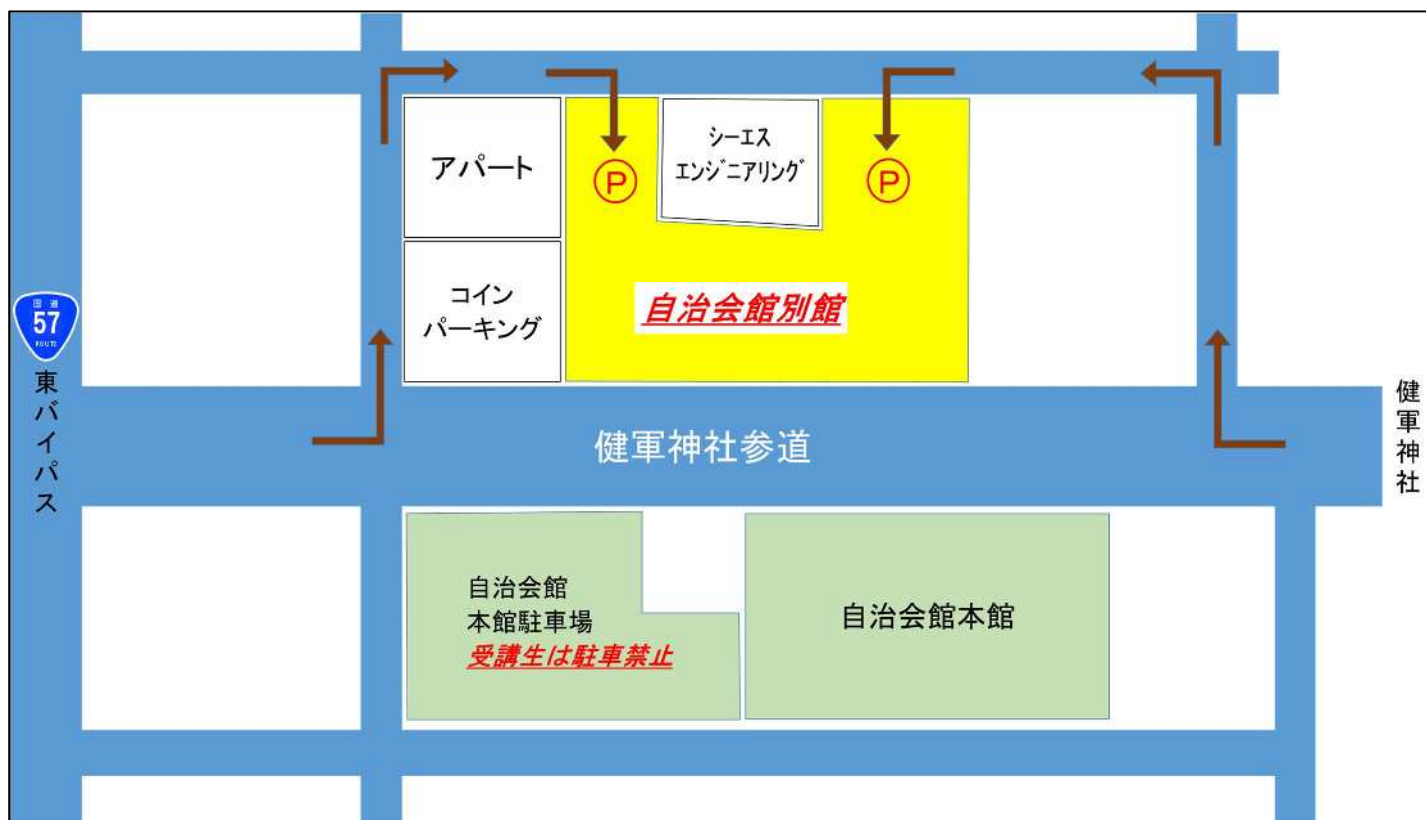 アパート
シーエス
エンジニアリング
Ⓟ
Ⓟ
コイン
パーキング
自治会館別館
国道
57
ROUTE
東バイパス
健軍神社参道
健軍神社
自治会館
本館駐車場
受講生は駐車禁止
自治会館本館